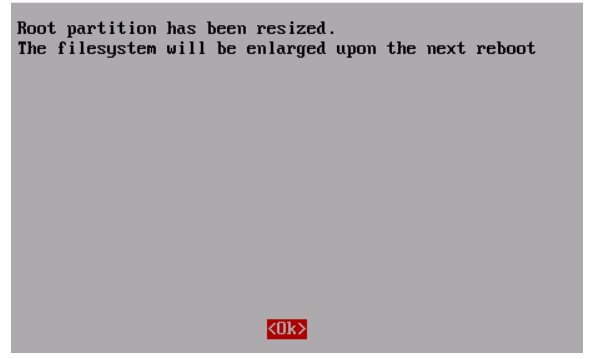 Root partition has been resized.
The filesystem will be enlarged upon the next reboot
<Ok>